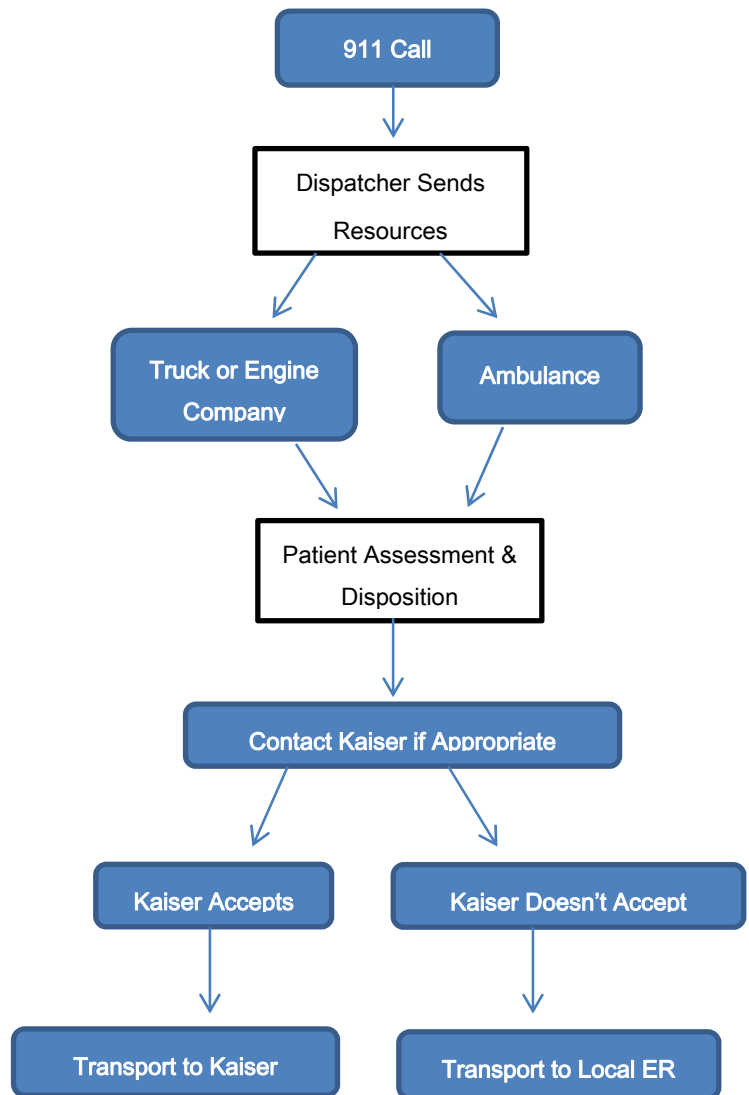 911 Call
Dispatcher Sends
Resources
Truck or Engine
Company
Ambulance
Patient Assessment &
Disposition
Contact Kaiser if Appropriate
Kaiser Accepts
Kaiser Doesn’t Accept
Transport to Kaiser
Transport to Local ER